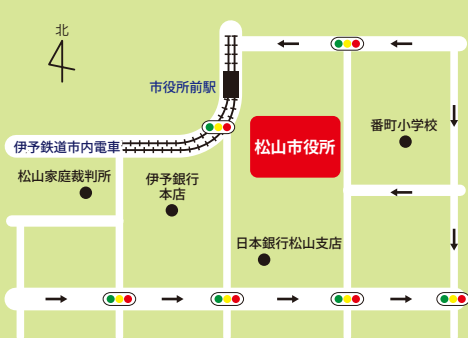 北
市役所前駅
番町小学校
伊予鉄道市内電車
松山市役所
松山家庭裁判所
伊予銀行
本店
日本銀行松山支店